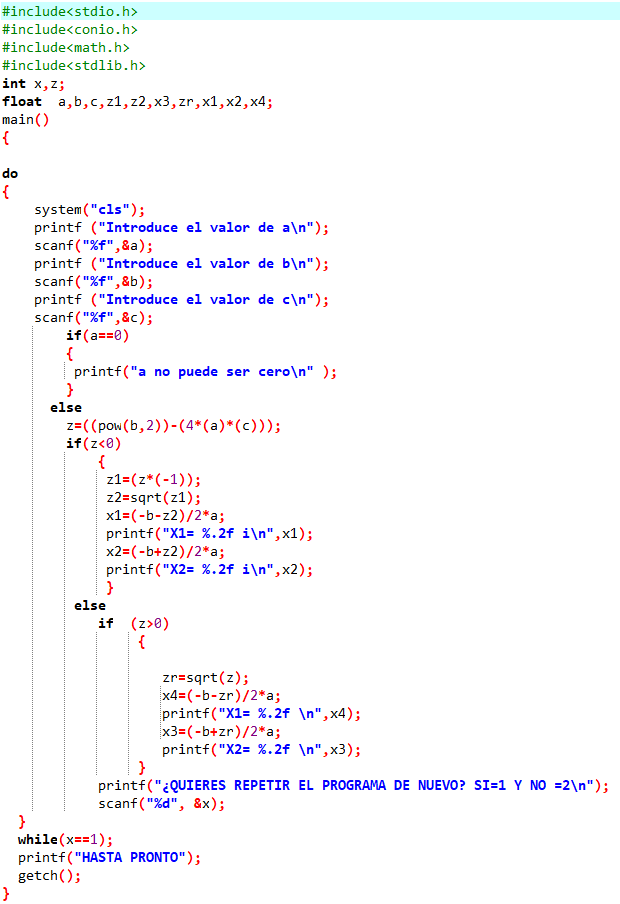 #include<stdio.h>
#include<conio.h>
#include<math.h>
#include<stdlib.h>
int x,z;
float  a,b,c,z1,z2,x3,zr,x1,x2,x4;
main()
{
do
{
system("cls");
printf ("Introduce el valor de a\n");
scanf("%f",&a);
printf ("Introduce el valor de b\n");
scanf("%f",&b);
printf ("Introduce el valor de c\n");
scanf("%f",&c);
if(a==0)
{
printf("a no puede ser cero\n" );
}
else
z=((pow(b,2))-(4*(a)*(c)));
if(z<0)
{
z1=(z*(-1));
z2=sqrt(z1);
x1=(-b-z2)/2*a;
printf("X1= %.2f i\n",x1);
x2=(-b+z2)/2*a;
printf("X2= %.2f i\n",x2);
}
else
if  (z>0)
{
zr=sqrt(z);
x4=(-b-zr)/2*a;
printf("X1= %.2f \n",x4);
x3=(-b+zr)/2*a;
printf("X2= %.2f \n",x3);
}
printf("¿QUIERES REPETIR EL PROGRAMA DE NUEVO? SI=1 Y NO =2\n");
scanf("%d", &x);
}
while(x==1);
printf("HASTA PRONTO");
getch();
}